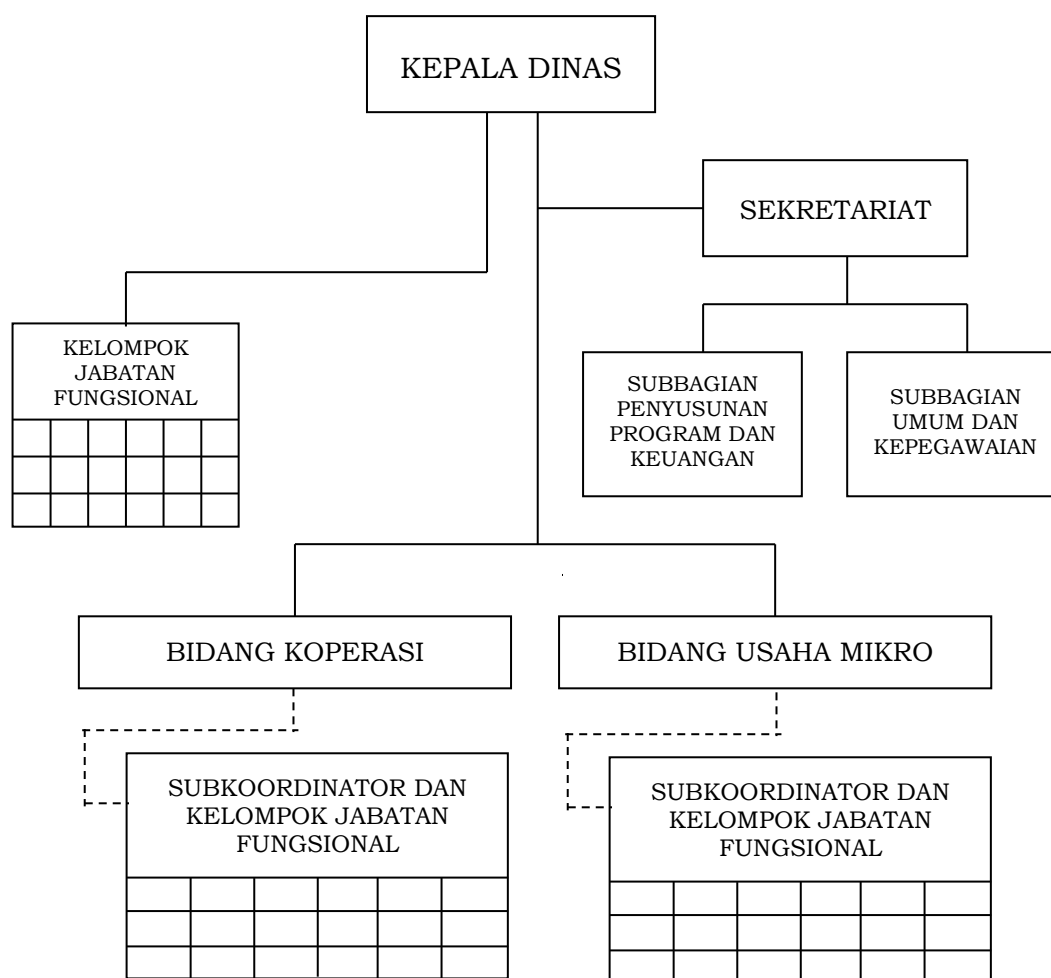 KEPALA DINAS
SEKRETARIAT
KELOMPOK
JABATAN
FUNGSIONAL
SUBBAGIAN
PENYUSUNAN
PROGRAM DAN
KEUANGAN
SUBBAGIAN
UMUM DAN
KEPEGAWAIAN
BIDANG KOPERASI
BIDANG USAHA MIKRO
SUBKOORDINATOR DAN
KELOMPOK JABATAN
FUNGSIONAL
SUBKOORDINATOR DAN
KELOMPOK JABATAN
FUNGSIONAL